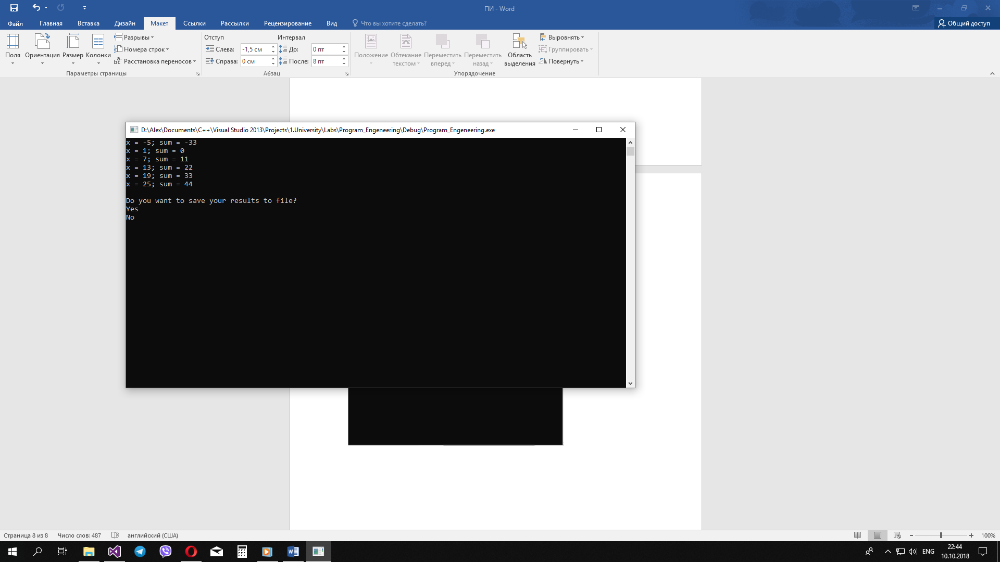 ПИ - Word
Файл Главная Вставка Дизайн Макет Ссылки Рассылки Рецензирование Вид Что вы хотите сделать? Общий доступ
Поля Ориентация Размер Колонки
Разрывы
Номера строк
Расстановка переносов
Параметры страницы
Отступ Интервал
Слева: -1,5 см До: 0 пт
Справа: 0 см После: 8 пт
Абзац
Положение Обтекание текстом Переместить вперед Переместить назад Область выделения
Выровнять
Группировать
Повернуть
Упорядочение
D:\Alex\Documents\C++\Visual Studio 2013\Projects\1.University\Labs\Program_Engeneering\Debug\Program_Engeneering.exe
x = -5; sum = -33
x = 1; sum = 0
x = 7; sum = 11
x = 13; sum = 22
x = 19; sum = 33
x = 25; sum = 44
Do you want to save your results to file?
Yes
No
Страница 8 из 8 Число слов: 487 английский (США) 100%
ENG 22:44
10.10.2018